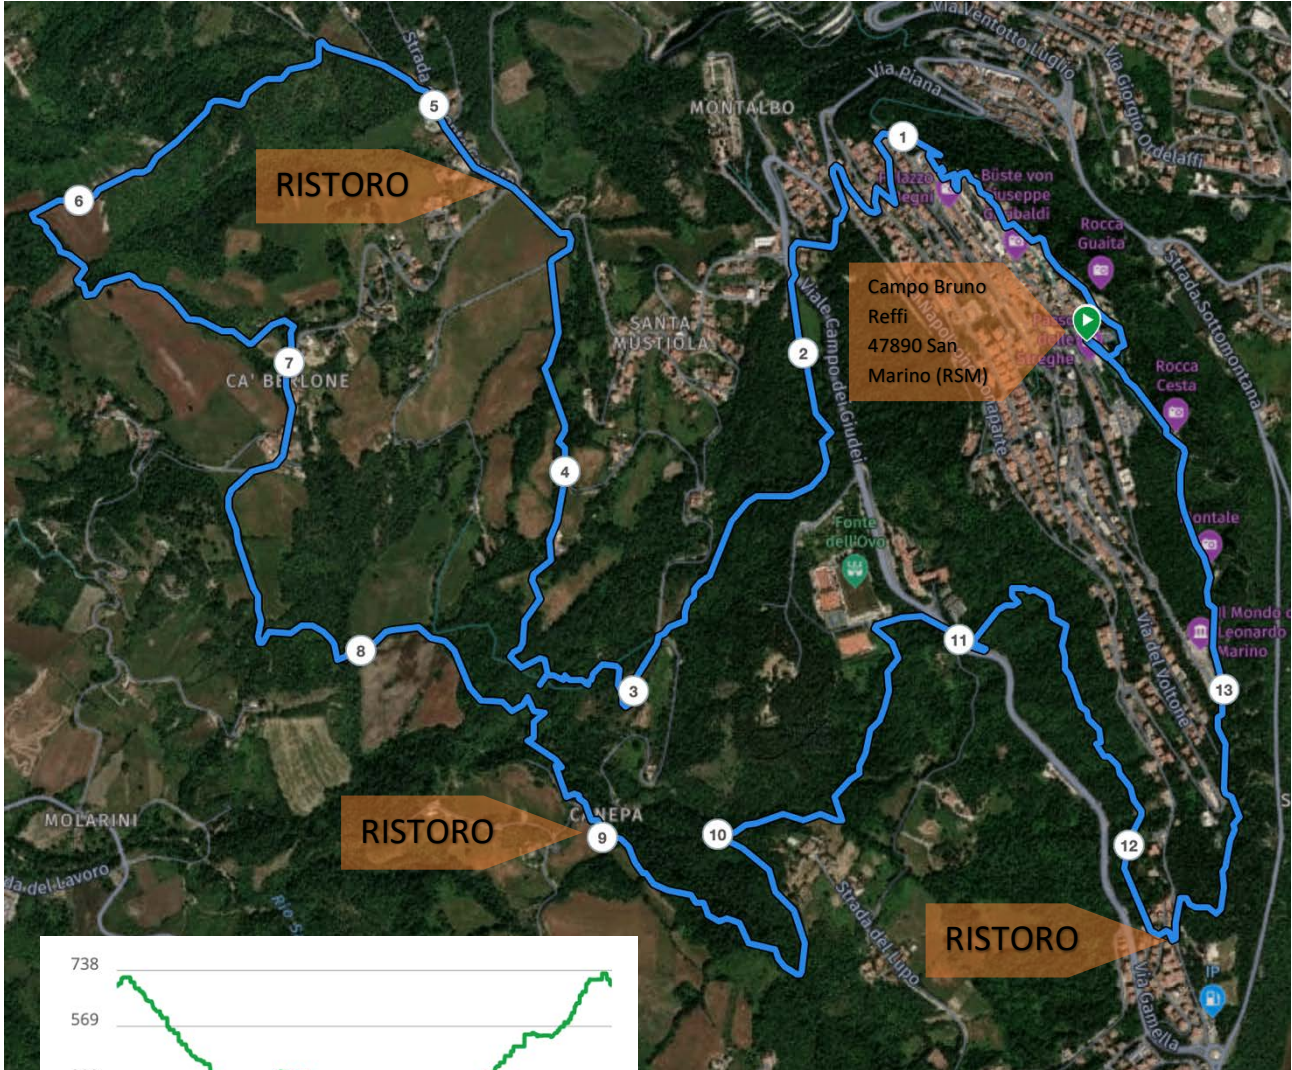 Via Ventotto Luglio
Strada
Via Piana
Via Giorgio Ordelaffi
MONTALBO
5
1
RISTORO
Büste von
Giuseppe
Garibaldi
6
Rocca
Guaita
Strada Sottomontana
Campo Bruno
Reffi
47890 San
Marino (RSM)
SANTA
MUSTIOLA
Viale Campo dei Giudei
2
7
CA' BERLONE
Rocca
Cesta
4
Montale
Fonte
dell'Ovo
Via del Voltone
Il Mondo
Leonardo
Marino
11
8
3
13
MOLARINI
CANEPA
RISTORO
9
10
12
da del Lavoro
Strada del Lupo
RISTORO
IP
Via Gamella
738
569